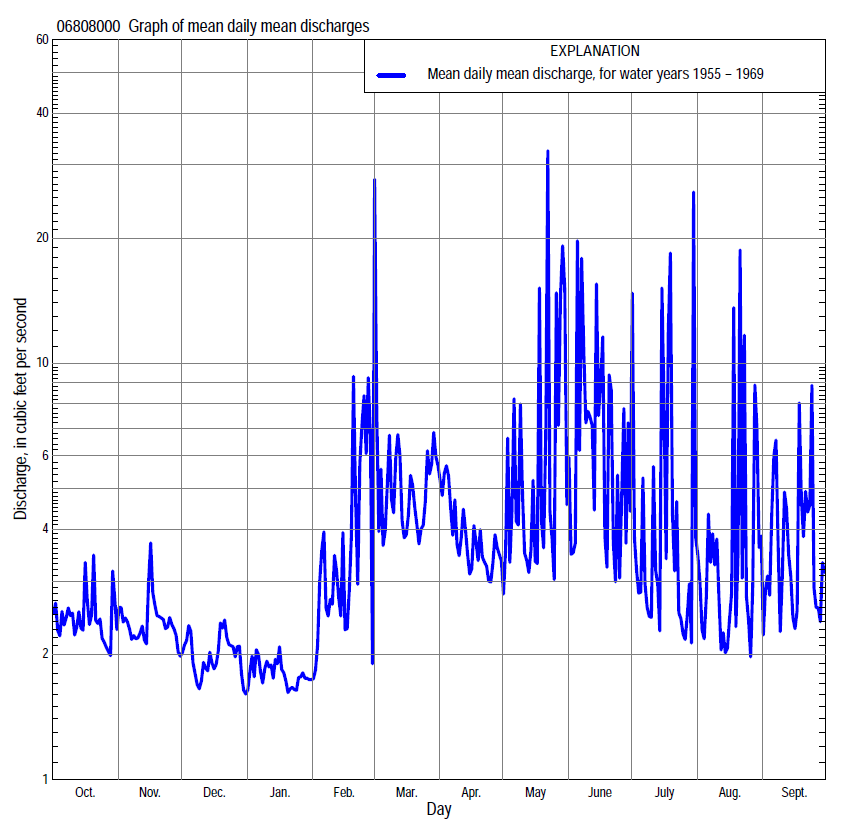 06808000 Graph of mean daily mean discharges
EXPLANATION
Mean daily mean discharge, for water years 1955 – 1969
Discharge, in cubic feet per second
60
40
20
10
6
4
2
1
Oct. Nov. Dec. Jan. Feb. Mar. Apr. May June July Aug. Sept.
Day